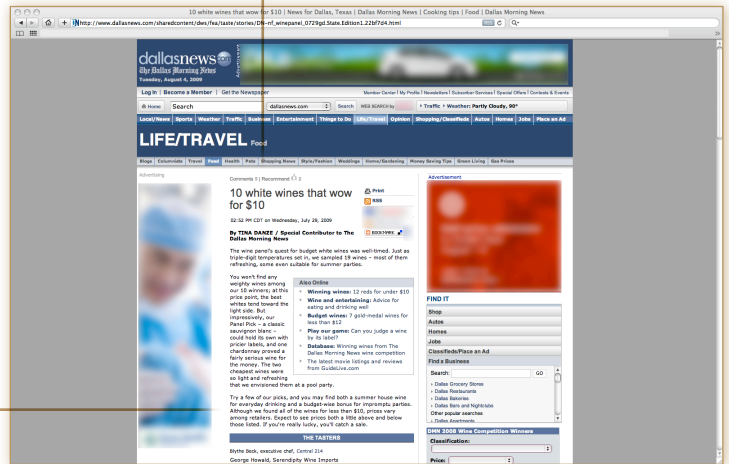 10 white wines that wow for $10 | News for Dallas, Texas | Dallas Morning News | Cooking tips | Food | Dallas Morning News
http://www.dallasnews.com/sharedcontent/dws/fea/taste/stories/DN-nf_winepanel_0729gd.State.Edition1.22bf7d4.html
dallasnews
The Dallas Morning News
Tuesday, August 4, 2009
Advertisement
Log In | Become a Member | Get the Newspaper
Member Center | My Profile | Newsletters | Subscriber Services | Special Offers | Contests & Events
Home Search dallasnews.com Search WEB SEARCH by Traffic Weather: Partly Cloudy, 90°
Local/News Sports Weather Traffic Business Entertainment Things to Do Life/Travel Opinion Shopping/Classifieds Autos Homes Jobs Place an Ad
LIFE/TRAVEL Food
Blogs Columnists Travel Food Health Pets Shopping News Style/Fashion Weddings Home/Gardening Money Saving Tips Green Living Gas Prices
Advertising
Comments 0 | Recommend 2
10 white wines that wow
for $10
Print
RSS
BOOKMARK
02:52 PM CDT on Wednesday, July 29, 2009
By TINA DANZE / Special Contributor to The
Dallas Morning News
The wine panel's quest for budget white wines was well-timed. Just as
triple-digit temperatures set in, we sampled 19 wines – most of them
refreshing, some even suitable for summer parties.
You won't find any
weighty wines among
our 10 winners; at this
price point, the best
whites tend toward the
light side. But
impressively, our
Panel Pick – a classic
sauvignon blanc –
could hold its own with
pricier labels, and one
chardonnay proved a
fairly serious wine for
the money. The two
cheapest wines were
so light and refreshing
that we envisioned them at a pool party.
Also Online
Winning wines: 12 reds for under $10
Wine and entertaining: Advice for
eating and drinking well
Budget wines: 7 gold-medal wines for
less than $12
Play our game: Can you judge a wine
by its label?
Database: Winning wines from The
Dallas Morning News wine competition
The latest movie listings and reviews
from GuideLive.com
Try a few of our picks, and you may find both a summer house wine
for everyday drinking and a budget-wise bonus for impromptu parties.
Although we found all of the wines for less than $10, prices vary
among retailers. Expect to see prices both a little above and below
those listed. If you're really lucky, you'll catch a sale.
THE TASTERS
Blythe Beck, executive chef, Central 214
George Howald, Serendipity Wine Imports
Advertisement
FIND IT
Shop
Autos
Homes
Jobs
Classifieds/Place an Ad
Find a Business
Search: GO
Dallas Grocery Stores
Dallas Restaurants
Dallas Bakeries
Dallas Bars and Nightclubs
Other popular searches
Dallas Apartments
DMN 2008 Wine Competition Winners
Classification:
Price: